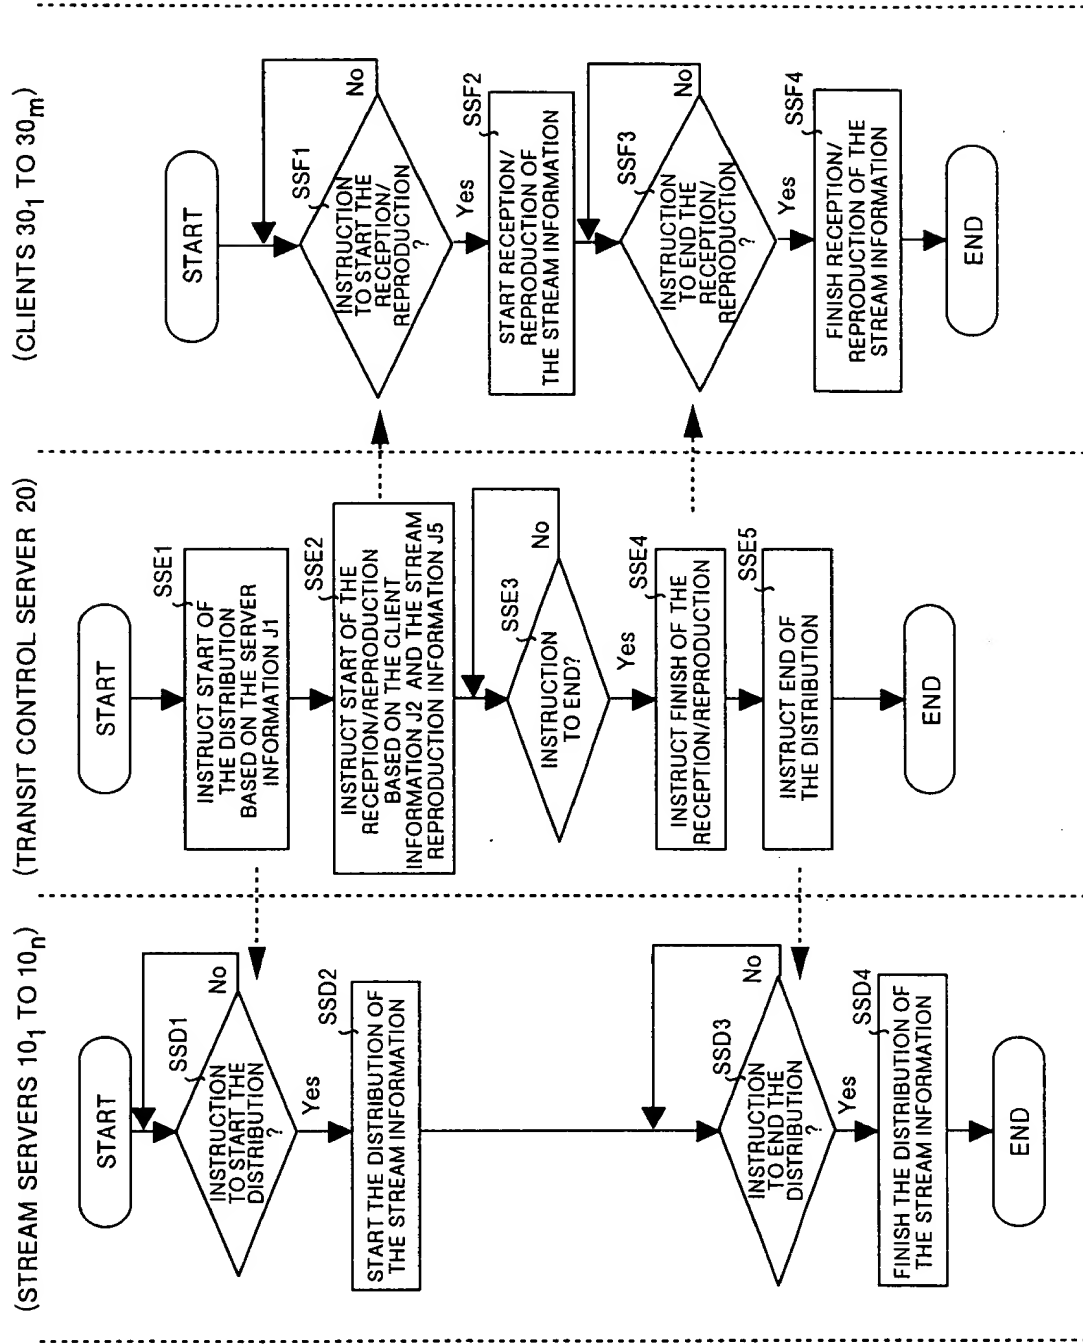 (STREAM SERVERS 10₁ TO 10ₙ)
START
SSD1
INSTRUCTION
TO START THE
DISTRIBUTION
?
No
Yes
SSD2
START THE DISTRIBUTION OF
THE STREAM INFORMATION
SSD3
INSTRUCTION
TO END THE
DISTRIBUTION
?
No
Yes
SSD4
FINISH THE DISTRIBUTION OF
THE STREAM INFORMATION
END
(TRANSIT CONTROL SERVER 20)
START
SSE1
INSTRUCT START OF
THE DISTRIBUTION
BASED ON THE SERVER
INFORMATION J1
SSE2
INSTRUCT START OF THE
RECEPTION/REPRODUCTION
BASED ON THE CLIENT
INFORMATION J2 AND THE STREAM
REPRODUCTION INFORMATION J5
SSE3
INSTRUCTION
TO END?
No
Yes
SSE4
INSTRUCT FINISH OF THE
RECEPTION/REPRODUCTION
SSE5
INSTRUCT END OF
THE DISTRIBUTION
END
(CLIENTS 30₁ TO 30ₘ)
START
SSF1
INSTRUCTION
TO START THE
RECEPTION/
REPRODUCTION
?
No
Yes
SSF2
START RECEPTION/
REPRODUCTION OF
THE STREAM INFORMATION
SSF3
INSTRUCTION
TO END THE
RECEPTION/
REPRODUCTION
?
No
Yes
SSF4
FINISH RECEPTION/
REPRODUCTION OF THE
STREAM INFORMATION
END